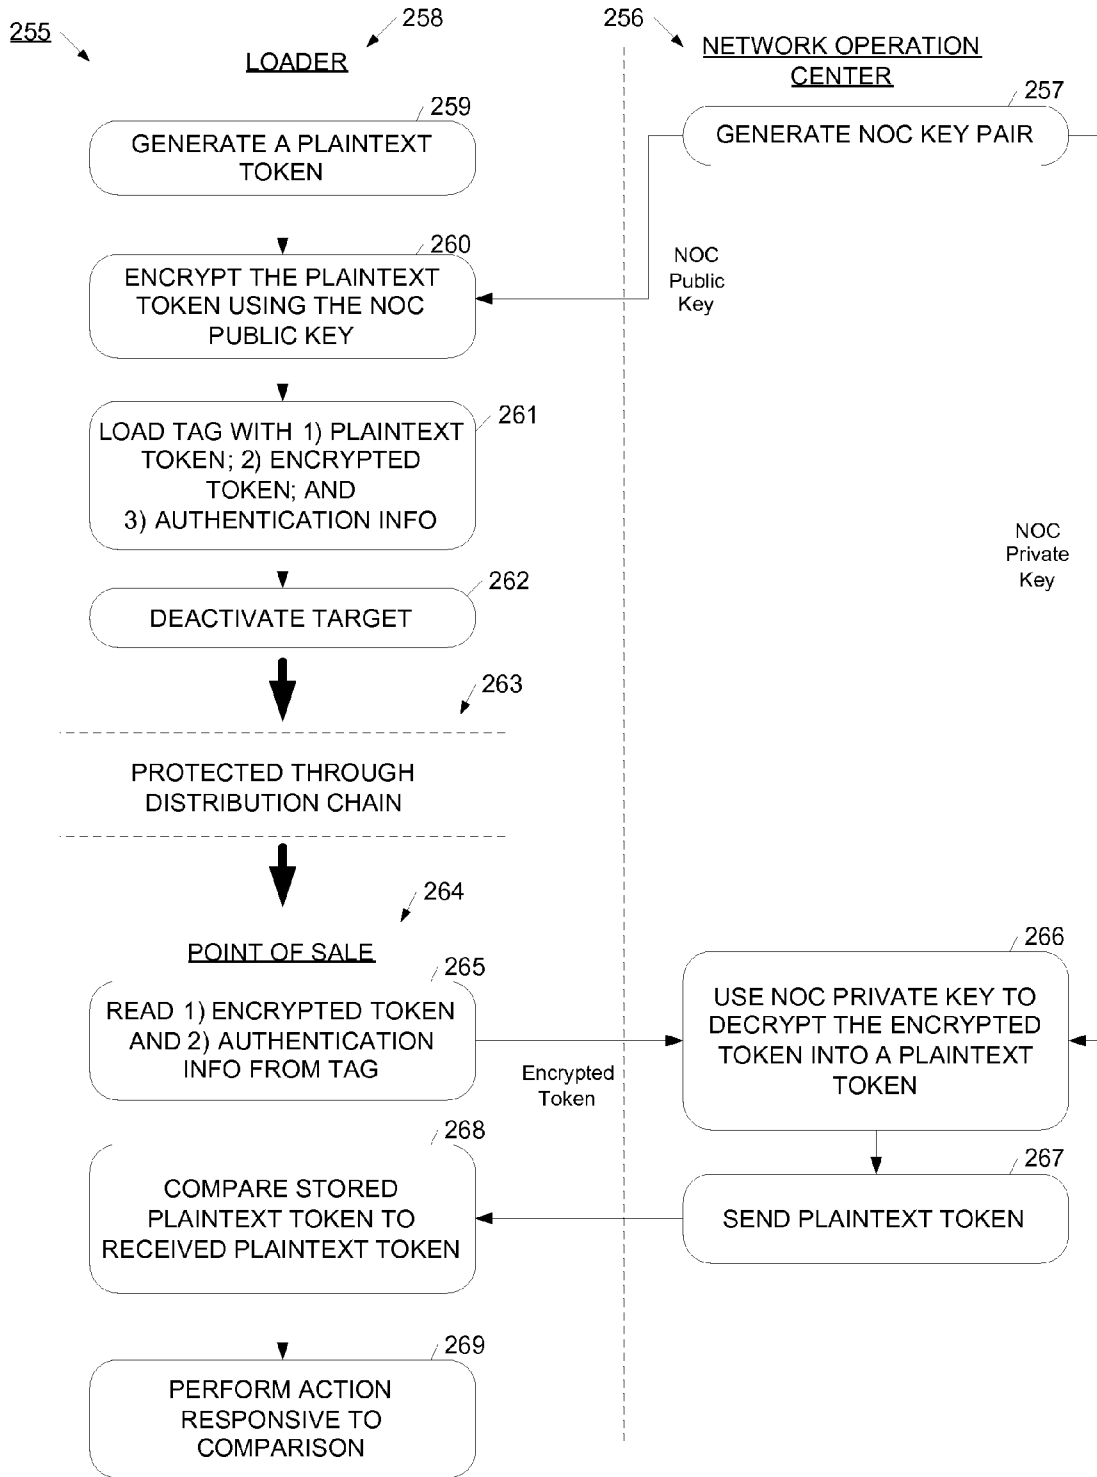 255
258
LOADER
256
NETWORK OPERATION
CENTER
259
GENERATE A PLAINTEXT
TOKEN
257
GENERATE NOC KEY PAIR
260
ENCRYPT THE PLAINTEXT
TOKEN USING THE NOC
PUBLIC KEY
NOC
Public
Key
261
LOAD TAG WITH 1) PLAINTEXT
TOKEN; 2) ENCRYPTED
TOKEN; AND
3) AUTHENTICATION INFO
NOC
Private
Key
262
DEACTIVATE TARGET
263
PROTECTED THROUGH
DISTRIBUTION CHAIN
264
POINT OF SALE
265
READ 1) ENCRYPTED TOKEN
AND 2) AUTHENTICATION
INFO FROM TAG
Encrypted
Token
266
USE NOC PRIVATE KEY TO
DECRYPT THE ENCRYPTED
TOKEN INTO A PLAINTEXT
TOKEN
267
SEND PLAINTEXT TOKEN
268
COMPARE STORED
PLAINTEXT TOKEN TO
RECEIVED PLAINTEXT TOKEN
269
PERFORM ACTION
RESPONSIVE TO
COMPARISON